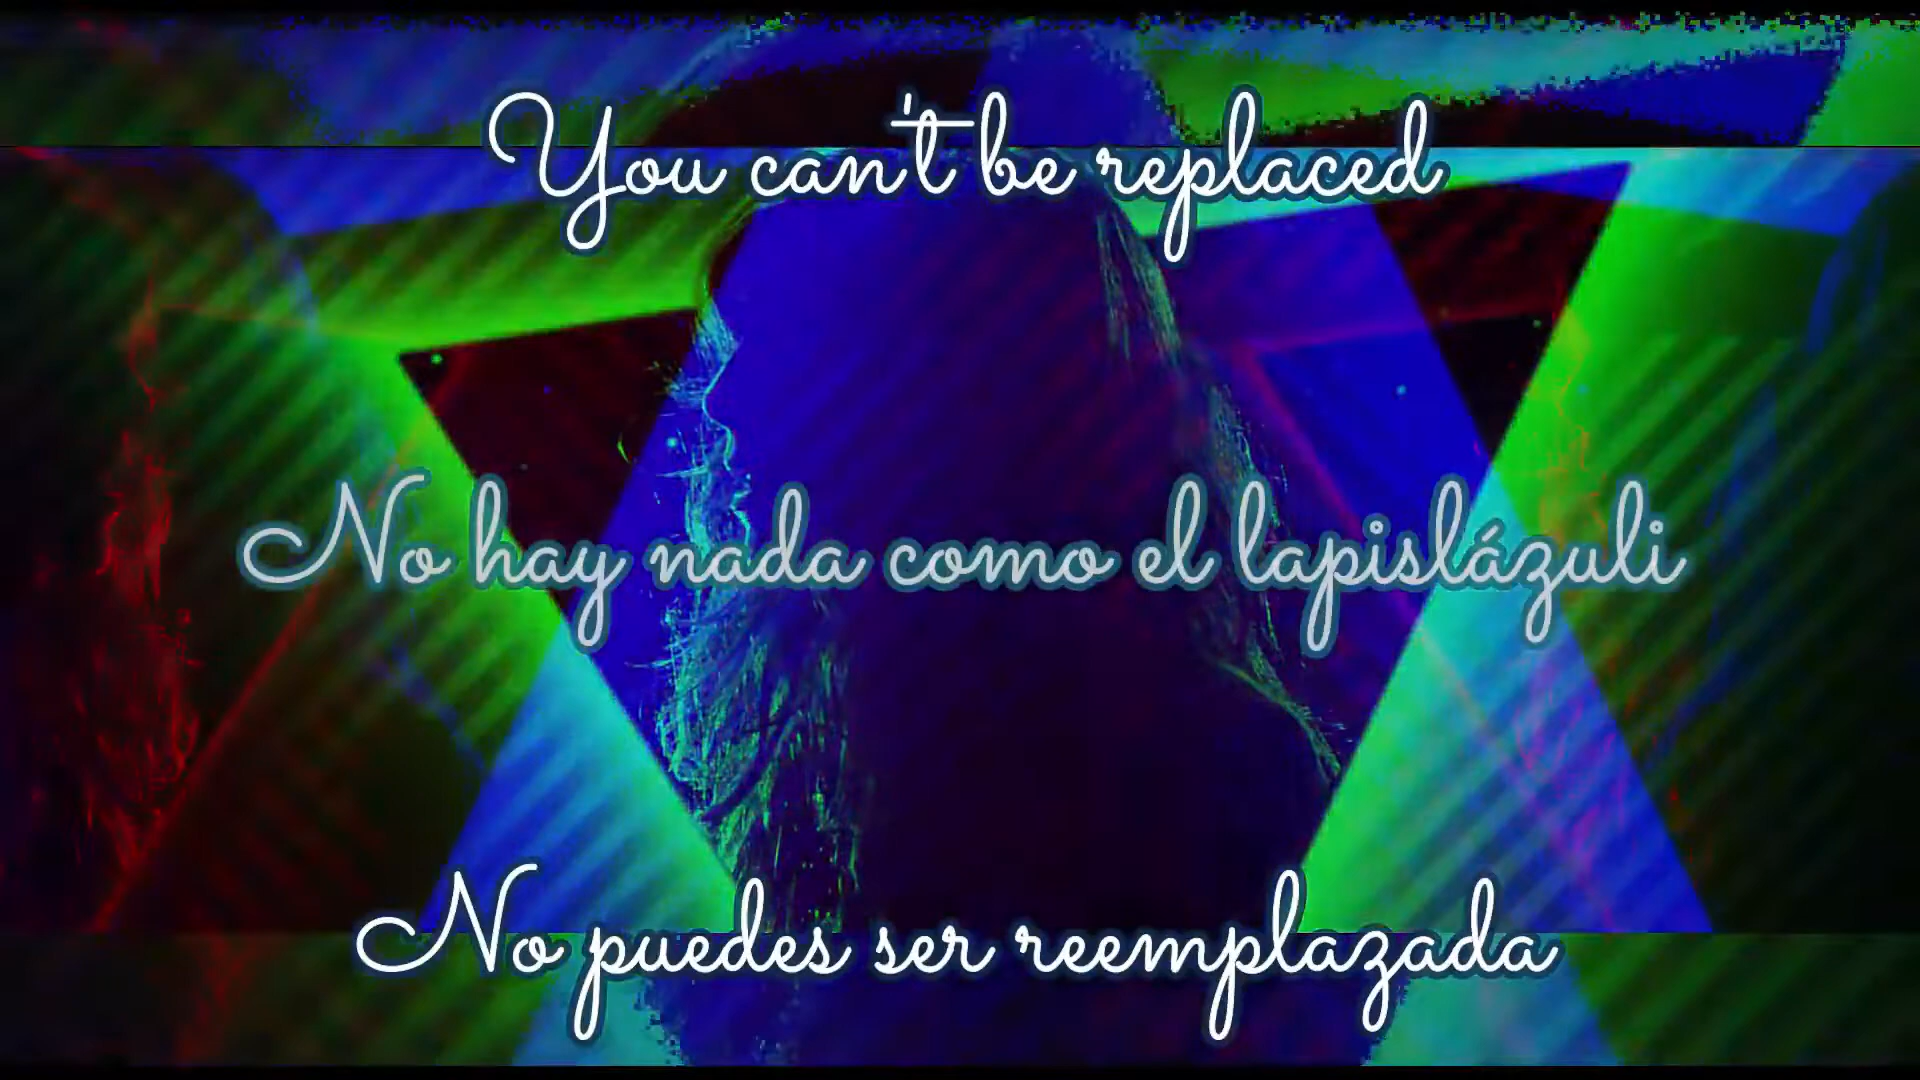 You can't be replaced
No hay nada como el lapislázuli
No puedes ser reemplazada